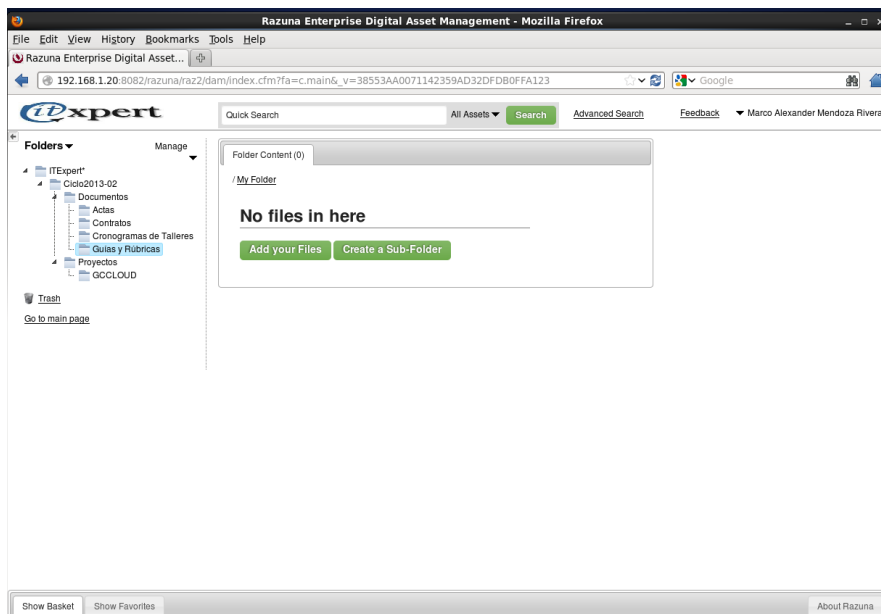 Razuna Enterprise Digital Asset Management - Mozilla Firefox
File Edit View History Bookmarks Tools Help
Razuna Enterprise Digital Asset...
192.168.1.20:8082/razuna/raz2/dam/index.cfm?fa=c.main&_v=38553AA0071142359AD32DFDB0FFA123
Google
itxpert
Quick Search
All Assets
Search
Advanced Search
Feedback
Marco Alexander Mendoza Rivera
Folders
Manage
Folder Content (0)
/ My Folder
ITExpert*
Ciclo2013-02
Documentos
Actas
Contratos
Cronogramas de Talleres
Guías y Rúbricas
Proyectos
GCCLOUD
No files in here
Add your Files
Create a Sub-Folder
Trash
Go to main page
Show Basket
Show Favorites
About Razuna